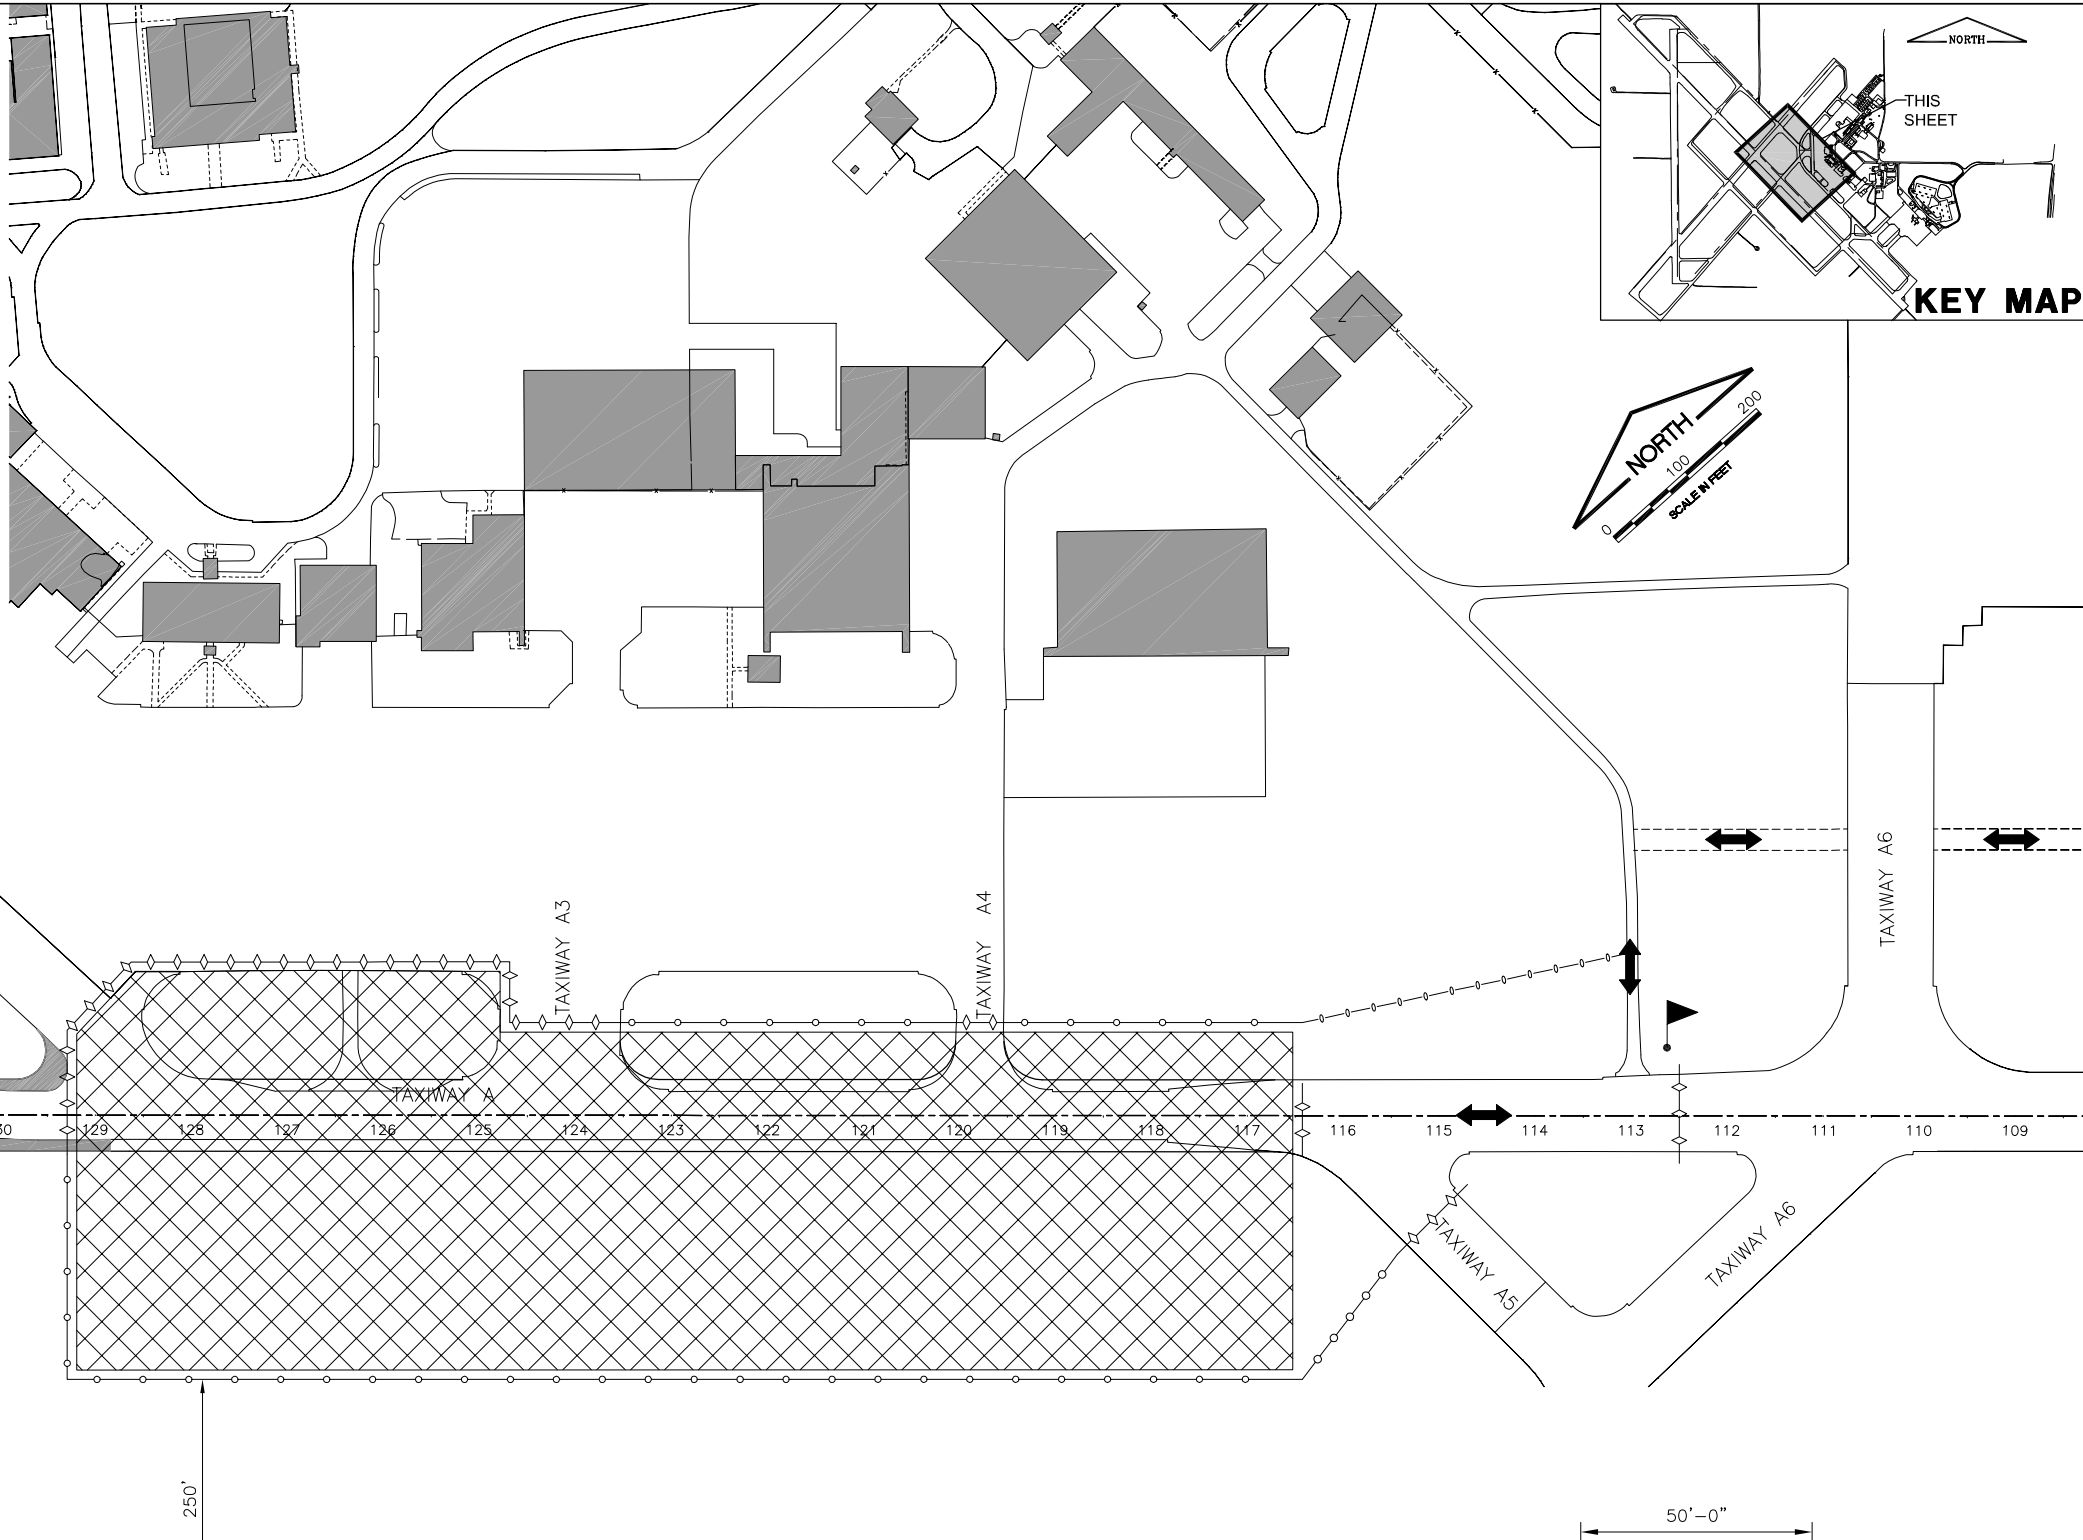 NORTH
THIS
SHEET
KEY MAP
NORTH
0 100 200
SCALE IN FEET
TAXIWAY A6
TAXIWAY A3
TAXIWAY A4
TAXIWAY A
30 129 128 127 126 125 124 123 122 121 120 119 118 117 116 115 114 113 112 111 110 109
TAXIWAY A5
TAXIWAY A6
250'
50'-0"